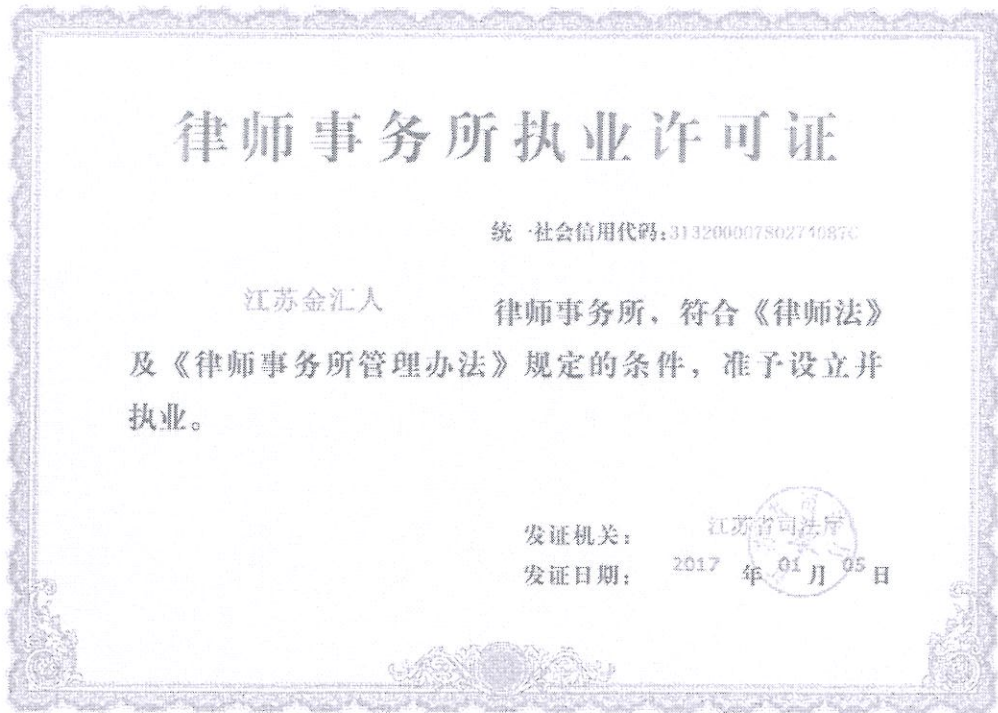 律师事务所执业许可证
统一社会信用代码:31320000780274087C
江苏金汇人 律师事务所，符合《律师法》
及《律师事务所管理办法》规定的条件，准予设立并
执业。
发证机关： 江苏省司法厅
发证日期： 2017 年 01 月 05 日